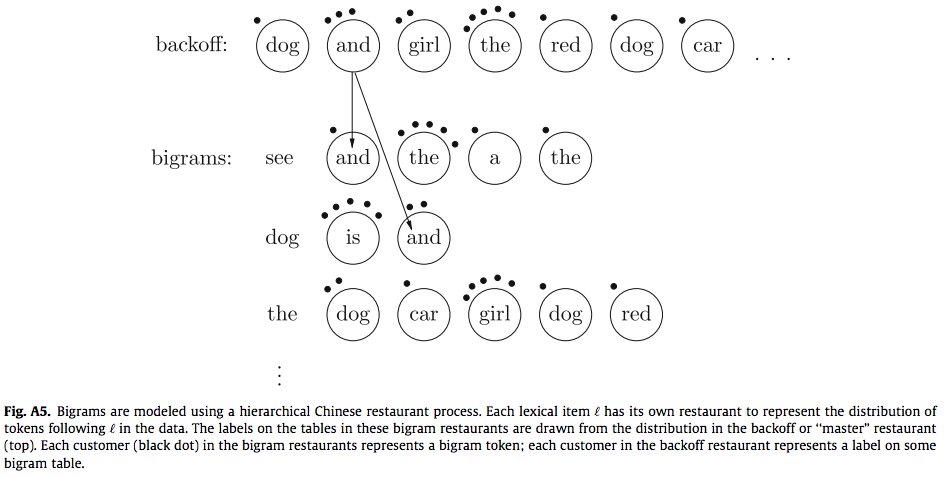 backoff: dog and girl the red dog car . . .
bigrams: see and the a the
dog is and
the dog car girl dog red
⋮
Fig. A5. Bigrams are modeled using a hierarchical Chinese restaurant process. Each lexical item ℓ has its own restaurant to represent the distribution of
tokens following ℓ in the data. The labels on the tables in these bigram restaurants are drawn from the distribution in the backoff or “master” restaurant
(top). Each customer (black dot) in the bigram restaurants represents a bigram token; each customer in the backoff restaurant represents a label on some
bigram table.